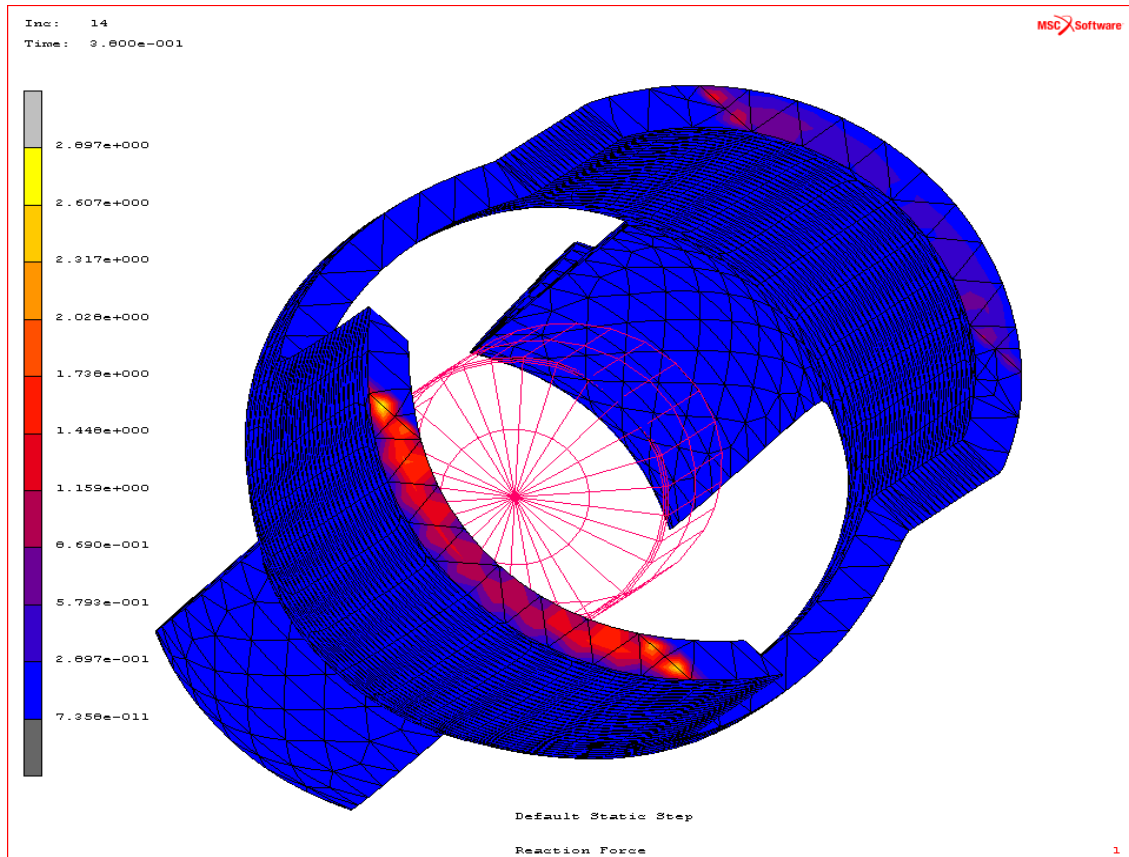 Inc: 14
Time: 3.800e-001
MSC Software
2.897e+000
2.607e+000
2.317e+000
2.028e+000
1.738e+000
1.448e+000
1.159e+000
8.690e-001
5.793e-001
2.897e-001
7.358e-011
Default Static Step
Reaction Force
1